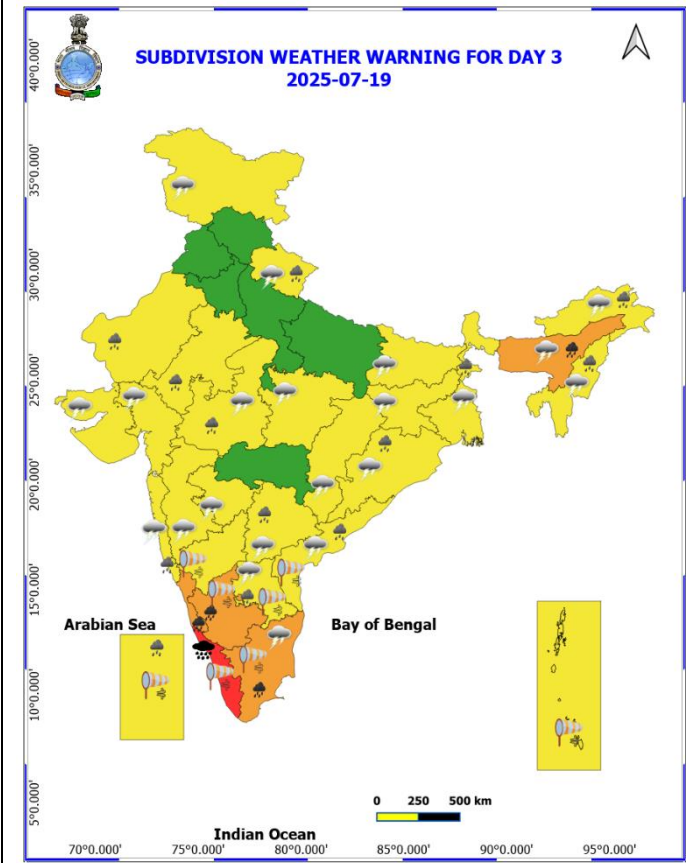 SUBDIVISION WEATHER WARNING FOR DAY 3
2025-07-19
40°0.000'
35°0.000'
30°0.000'
25°0.000'
20°0.000'
15°0.000'
Arabian Sea
Bay of Bengal
10°0.000'
5°0.000'
0 250 500 km
Indian Ocean
70°0.000' 75°0.000' 80°0.000' 85°0.000' 90°0.000' 95°0.000'